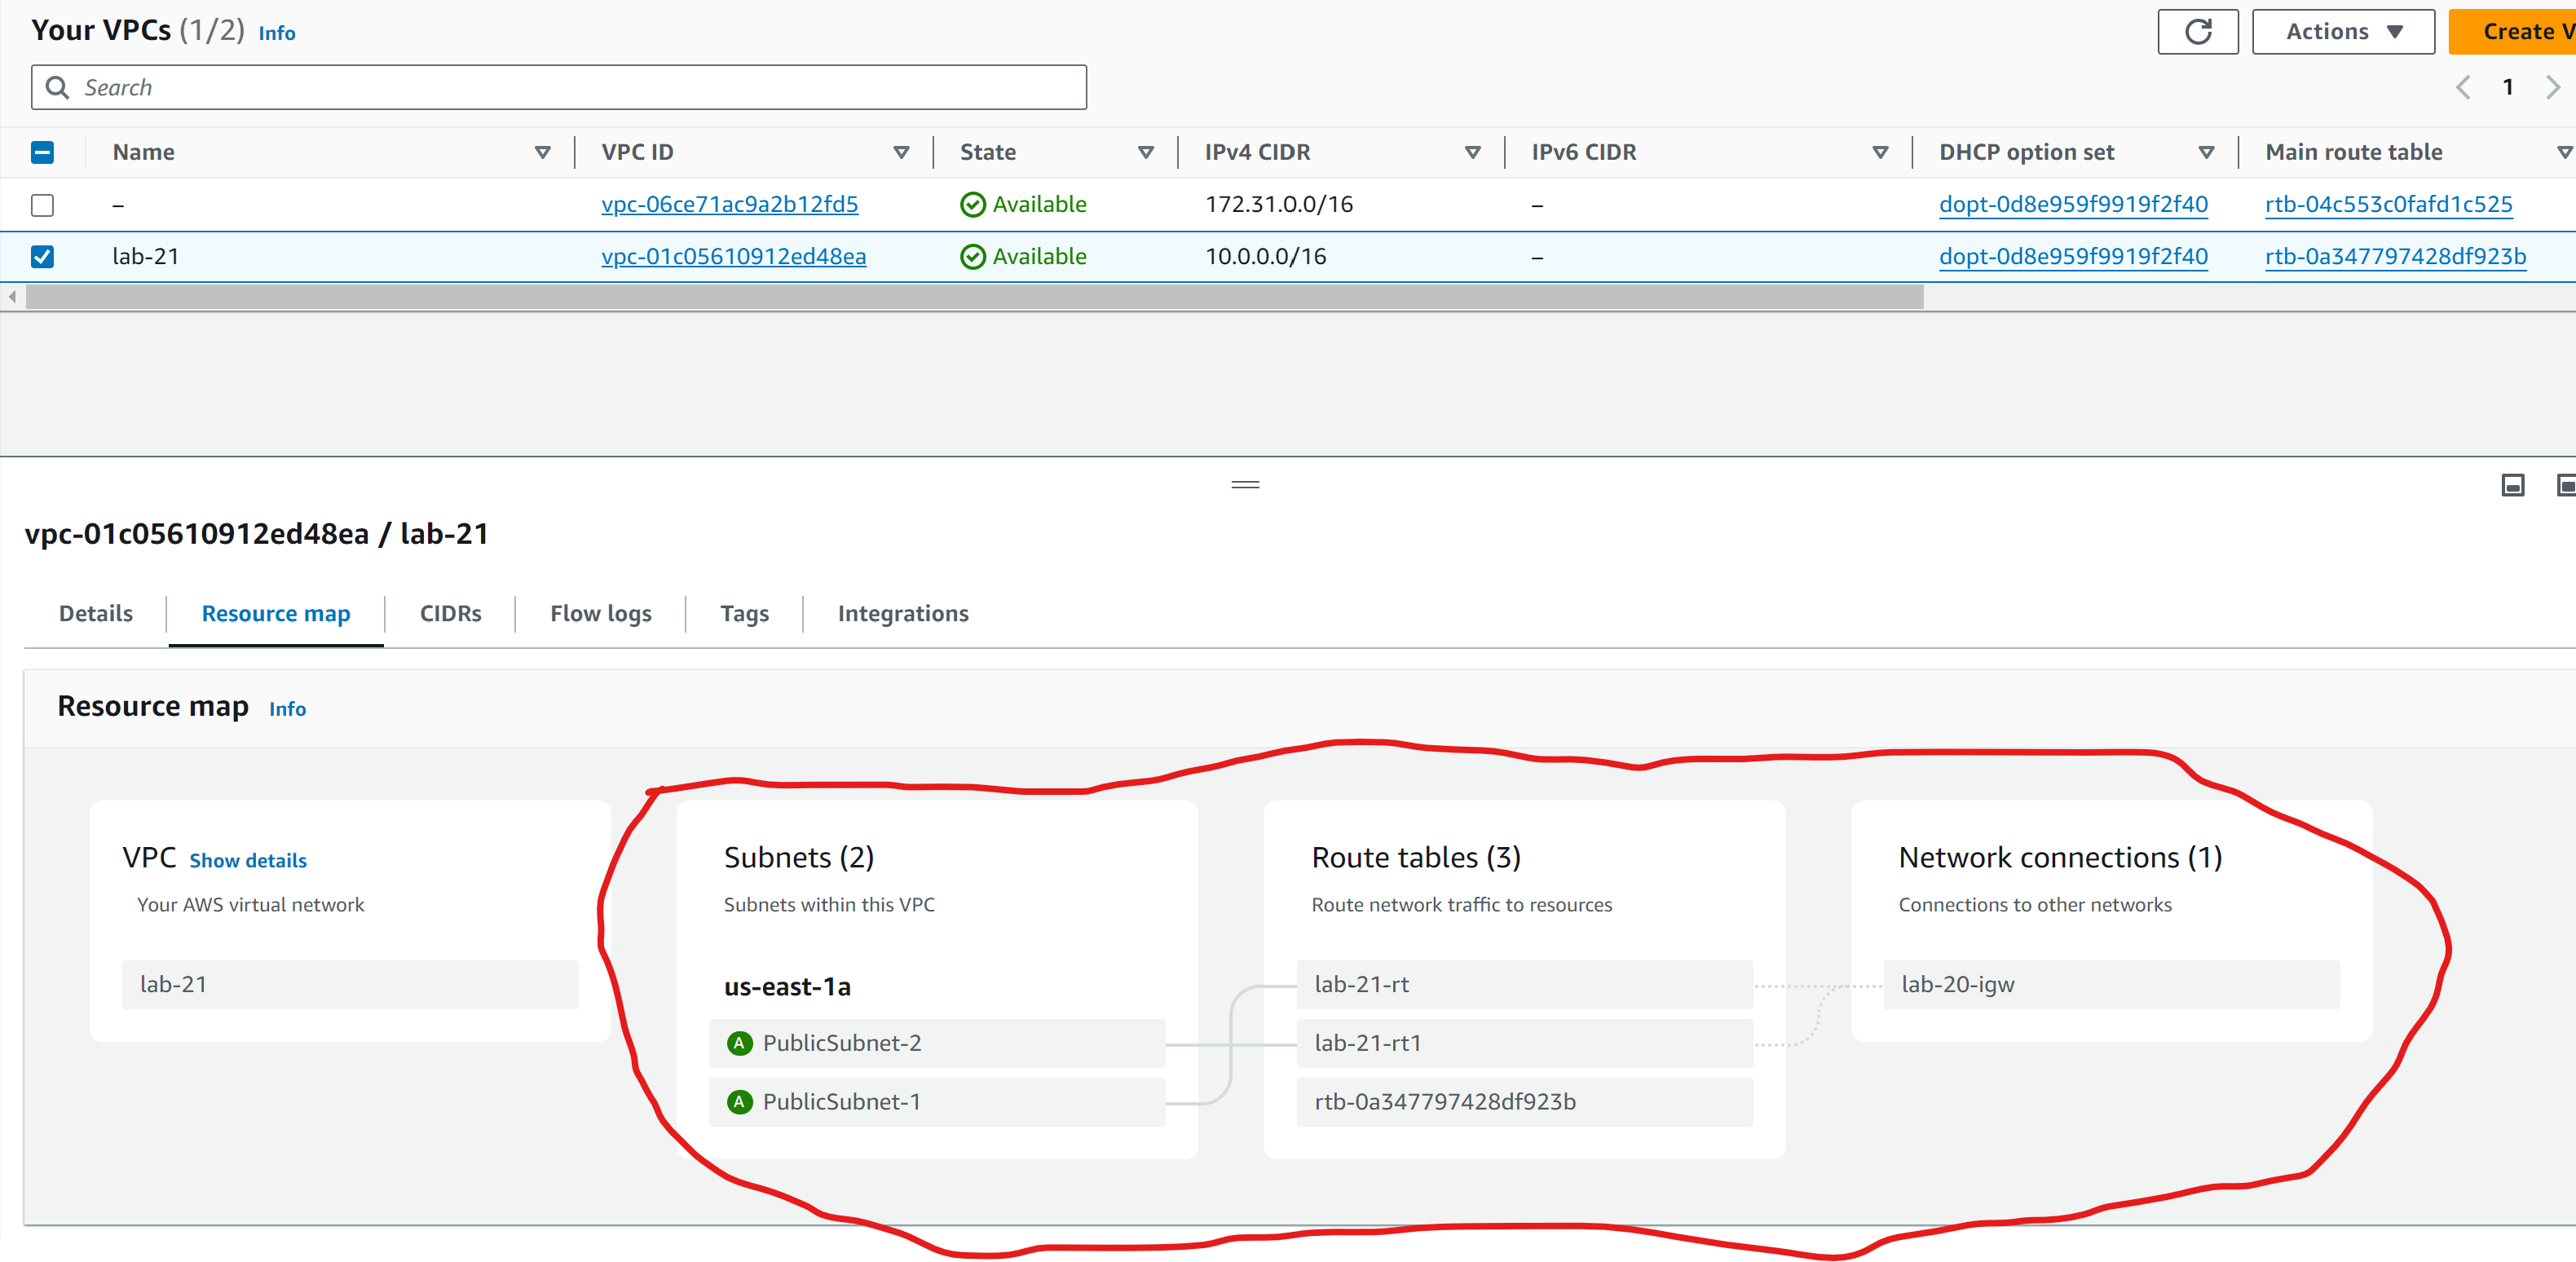 Your VPCs (1/2) Info
Actions
Create V
Search
1
Name VPC ID State IPv4 CIDR IPv6 CIDR DHCP option set Main route table
– vpc-06ce71ac9a2b12fd5 Available 172.31.0.0/16 – dopt-0d8e959f9919f2f40 rtb-04c553c0fafd1c525
lab-21 vpc-01c05610912ed48ea Available 10.0.0.0/16 – dopt-0d8e959f9919f2f40 rtb-0a347797428df923b
vpc-01c05610912ed48ea / lab-21
Details Resource map CIDRs Flow logs Tags Integrations
Resource map Info
VPC Show details
Your AWS virtual network
lab-21
Subnets (2)
Subnets within this VPC
us-east-1a
A PublicSubnet-2
A PublicSubnet-1
Route tables (3)
Route network traffic to resources
lab-21-rt
lab-21-rt1
rtb-0a347797428df923b
Network connections (1)
Connections to other networks
lab-20-igw